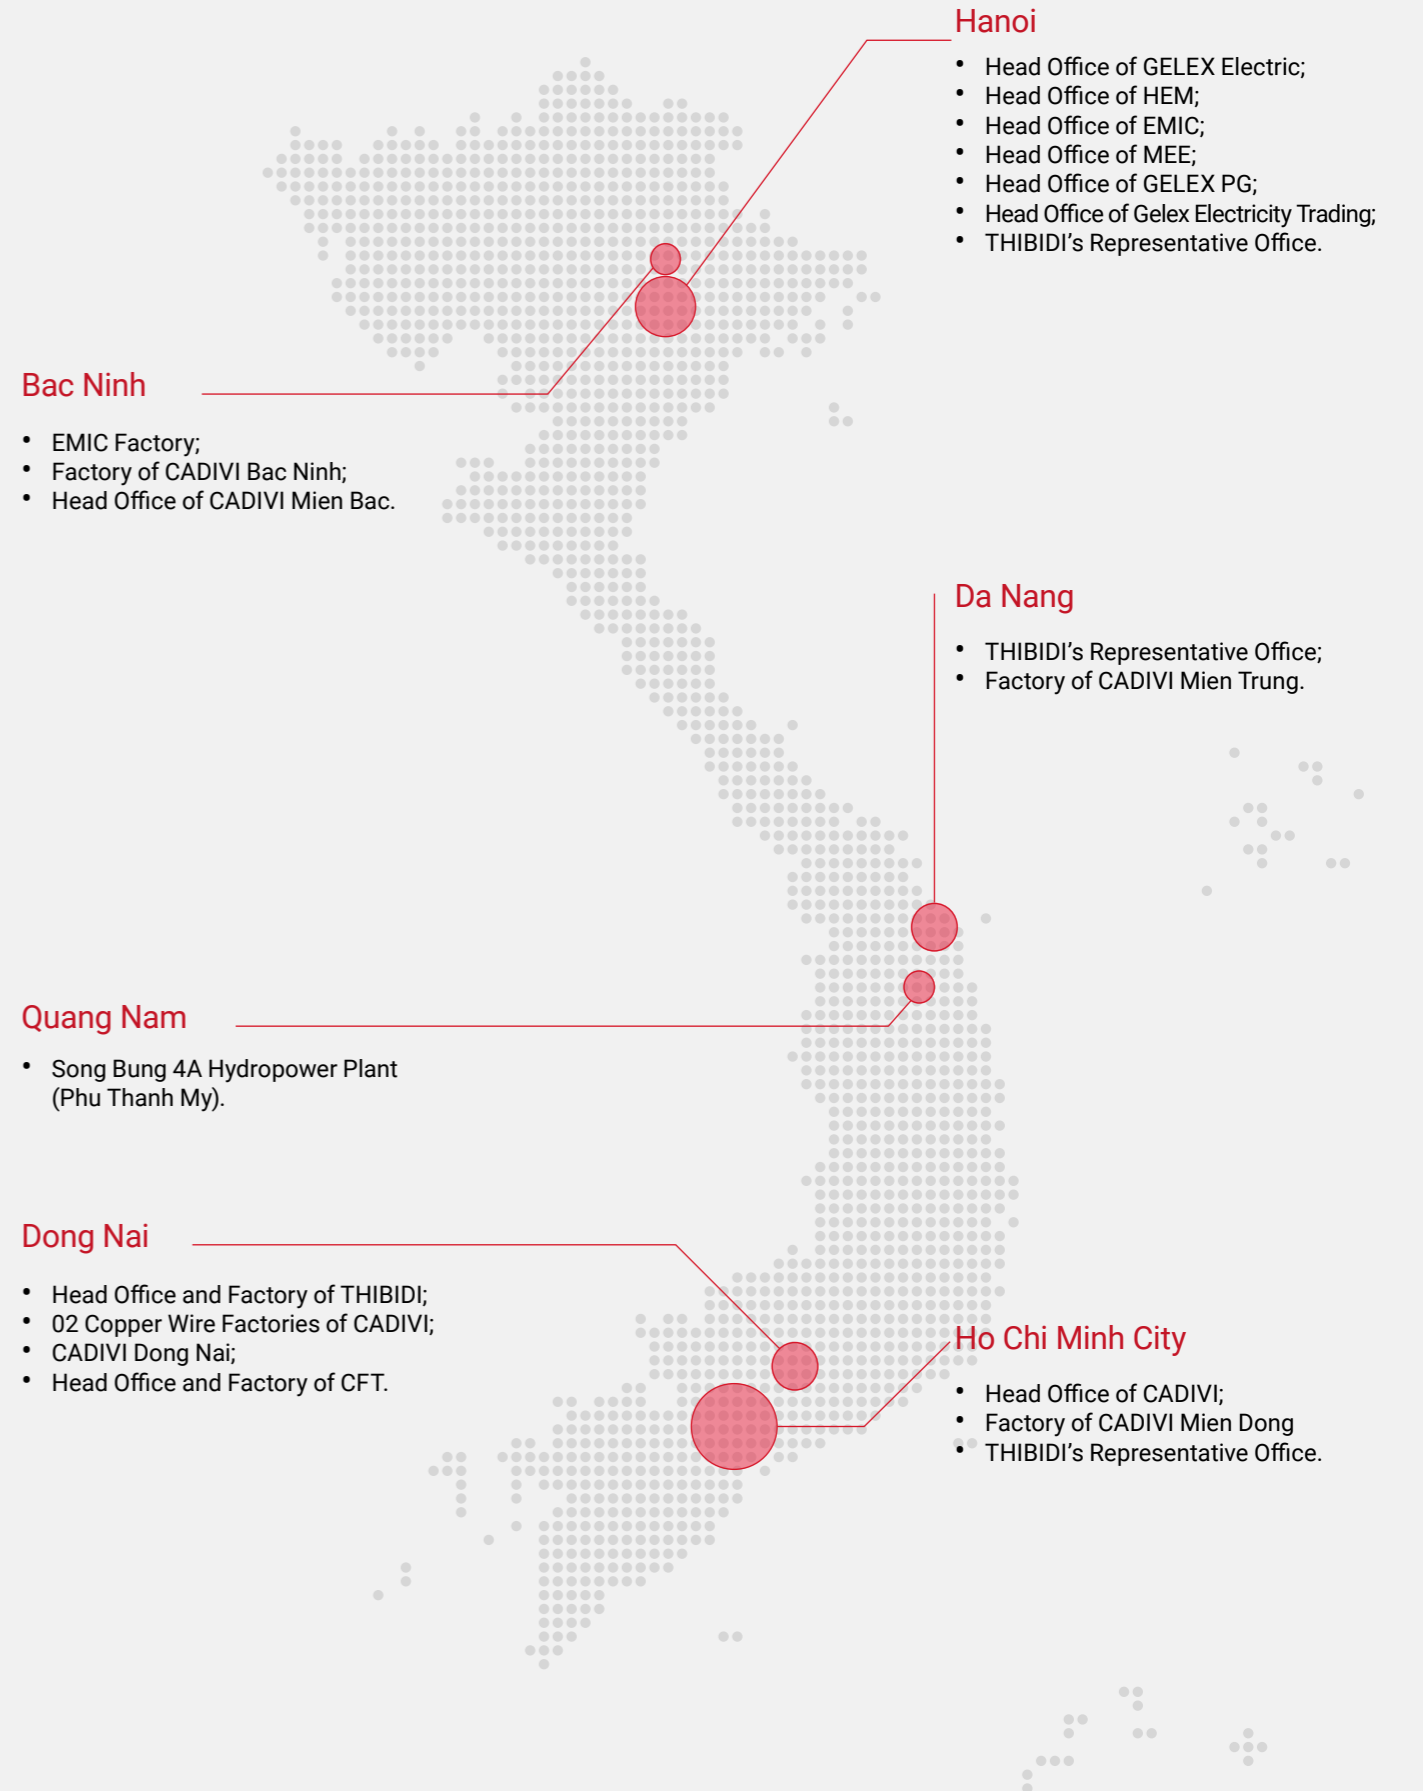 Hanoi
• Head Office of GELEX Electric;
• Head Office of HEM;
• Head Office of EMIC;
• Head Office of MEE;
• Head Office of GELEX PG;
• Head Office of Gelex Electricity Trading;
• THIBIDI’s Representative Office.
Bac Ninh
• EMIC Factory;
• Factory of CADIVI Bac Ninh;
• Head Office of CADIVI Mien Bac.
Da Nang
• THIBIDI’s Representative Office;
• Factory of CADIVI Mien Trung.
Quang Nam
• Song Bung 4A Hydropower Plant
(Phu Thanh My).
Dong Nai
• Head Office and Factory of THIBIDI;
• 02 Copper Wire Factories of CADIVI;
• CADIVI Dong Nai;
• Head Office and Factory of CFT.
Ho Chi Minh City
• Head Office of CADIVI;
• Factory of CADIVI Mien Dong
• THIBIDI’s Representative Office.